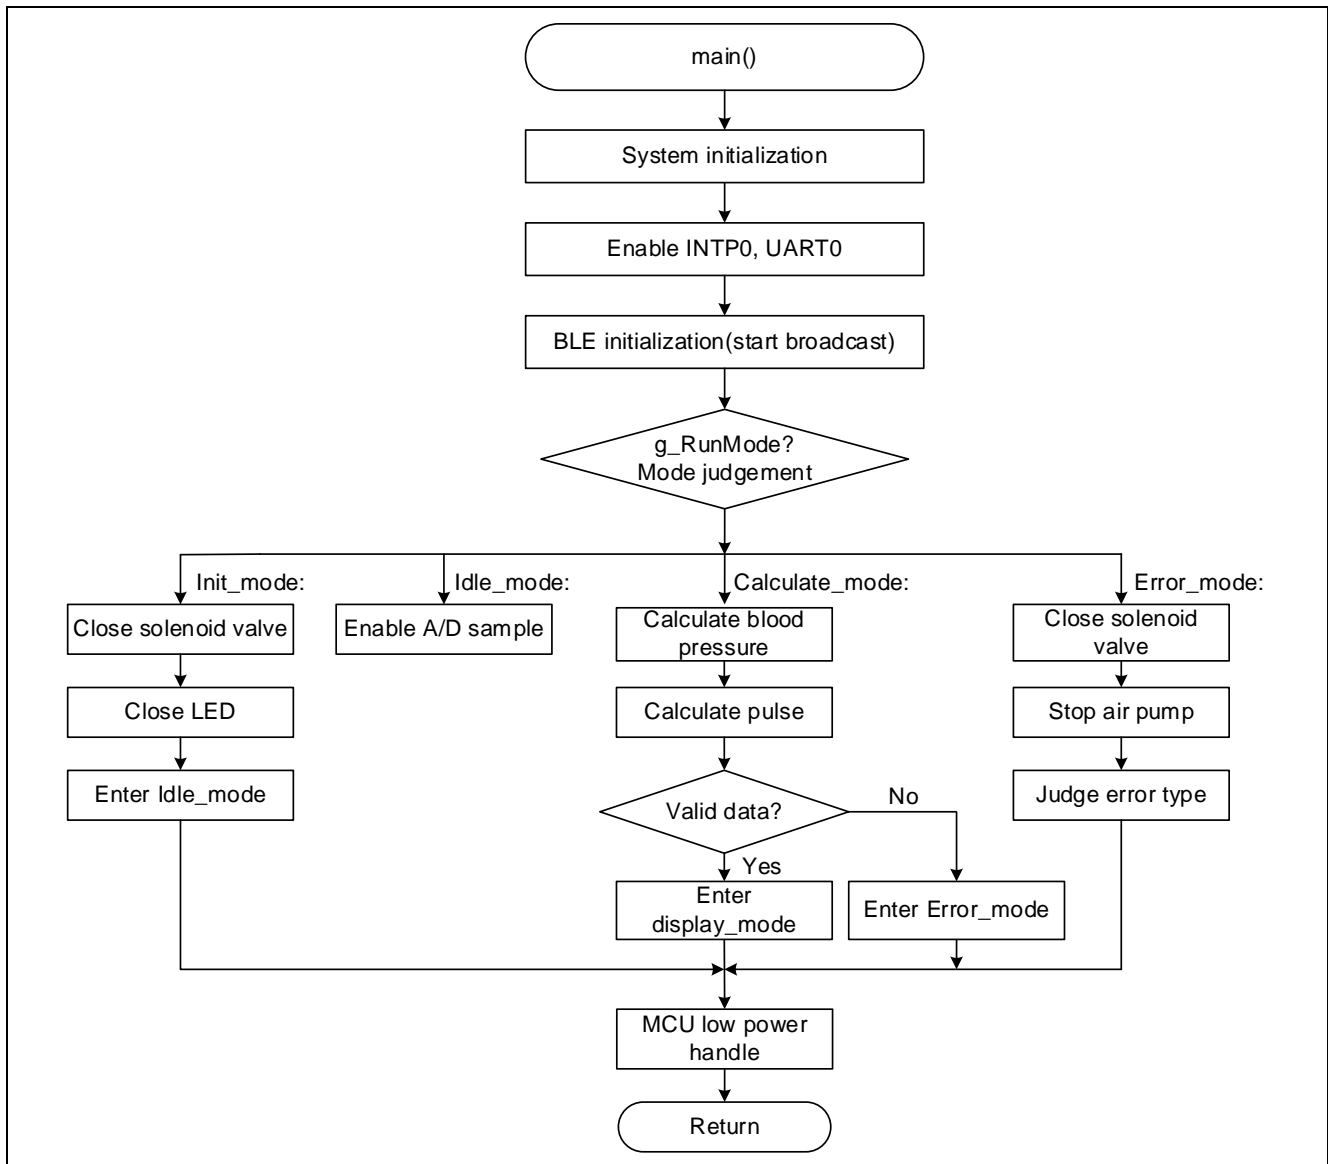 main()
System initialization
Enable INTP0, UART0
BLE initialization(start broadcast)
g_RunMode?
Mode judgement
Init_mode:
Idle_mode:
Calculate_mode:
Error_mode:
Close solenoid valve
Enable A/D sample
Calculate blood
pressure
Close solenoid
valve
Close LED
Calculate pulse
Stop air pump
Enter Idle_mode
Valid data?
No
Judge error type
Yes
Enter
display_mode
Enter Error_mode
MCU low power
handle
Return